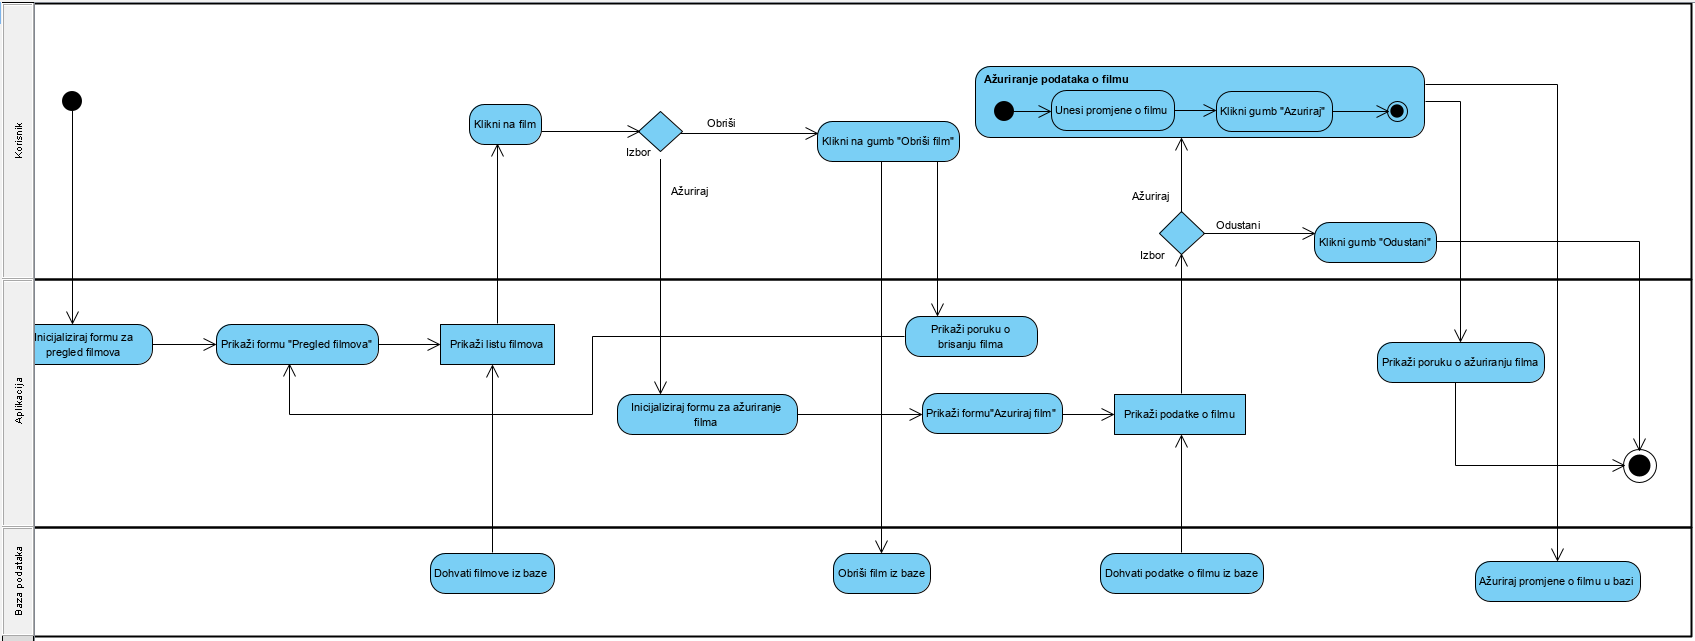 Korisnik
Ažuriranje podataka o filmu
Unesi promjene o filmu
Klikni gumb "Azuriraj"
Klikni na film
Izbor
Obriši
Klikni na gumb "Obriši film"
Ažuriraj
Ažuriraj
Izbor
Odustani
Klikni gumb "Odustani"
Aplikacija
Inicijaliziraj formu za
pregled filmova
Prikaži formu "Pregled filmova"
Prikaži listu filmova
Prikaži poruku o
brisanju filma
Prikaži poruku o ažuriranju filma
Inicijaliziraj formu za ažuriranje
filma
Prikaži formu"Azuriraj film"
Prikaži podatke o filmu
Baza podataka
Dohvati filmove iz baze
Obriši film iz baze
Dohvati podatke o filmu iz baze
Ažuriraj promjene o filmu u bazi